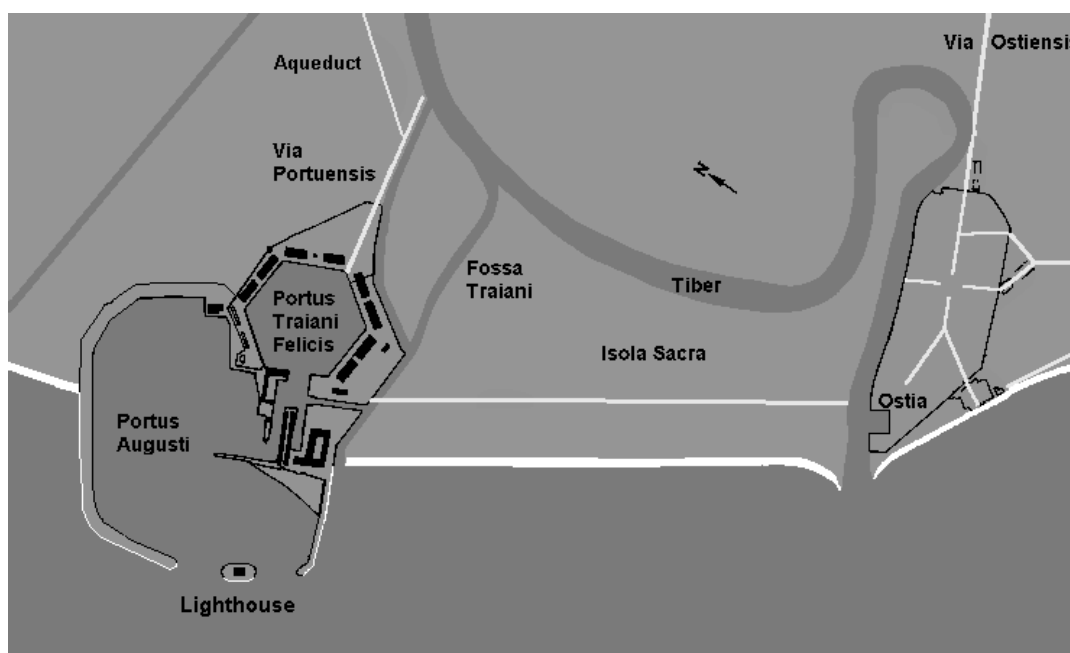 Via Ostiensis
Aqueduct
Via
Portuensis
N
Fossa
Traiani
Tiber
Portus
Traiani
Felicis
Isola Sacra
Ostia
Portus
Augusti
Lighthouse